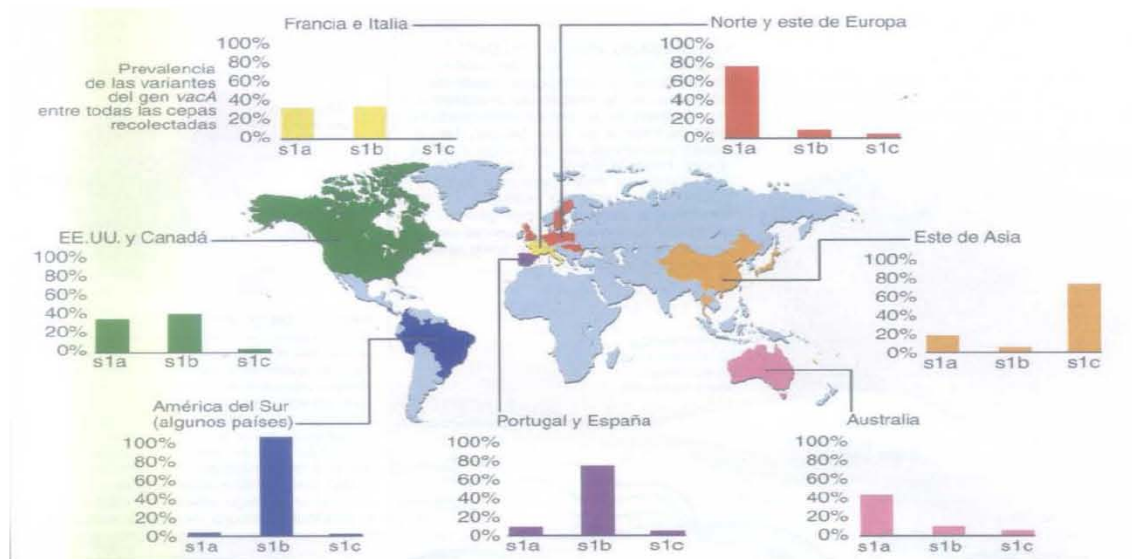 Francia e Italia
100%
80%
60%
40%
20%
0%
Prevalencia
de las variantes
del gen vacA
entre todas las cepas
recolectadas
s1a s1b s1c
Norte y este de Europa
100%
80%
60%
40%
20%
0%
s1a s1b s1c
EE.UU. y Canadá
100%
80%
60%
40%
20%
0%
s1a s1b s1c
Este de Asia
100%
80%
60%
40%
20%
0%
s1a s1b s1c
América del Sur
(algunos países)
100%
80%
60%
40%
20%
0%
s1a s1b s1c
Portugal y España
100%
80%
60%
40%
20%
0%
s1a s1b s1c
Australia
100%
80%
60%
40%
20%
0%
s1a s1b s1c